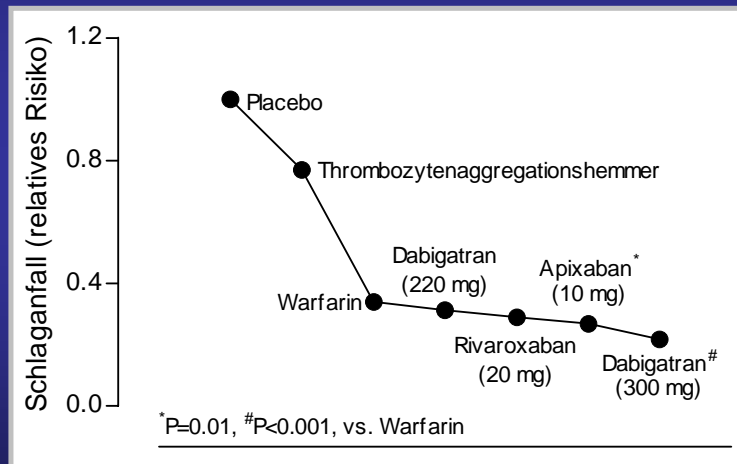 Schlaganfall (relatives Risiko)
1.2
0.8
0.4
0.0
Placebo
Thrombozytenaggregationshemmer
Warfarin
Dabigatran
(220 mg)
Rivaroxaban
(20 mg)
Apixaban*
(10 mg)
Dabigatran#
(300 mg)
*P=0.01, #P<0.001, vs. Warfarin